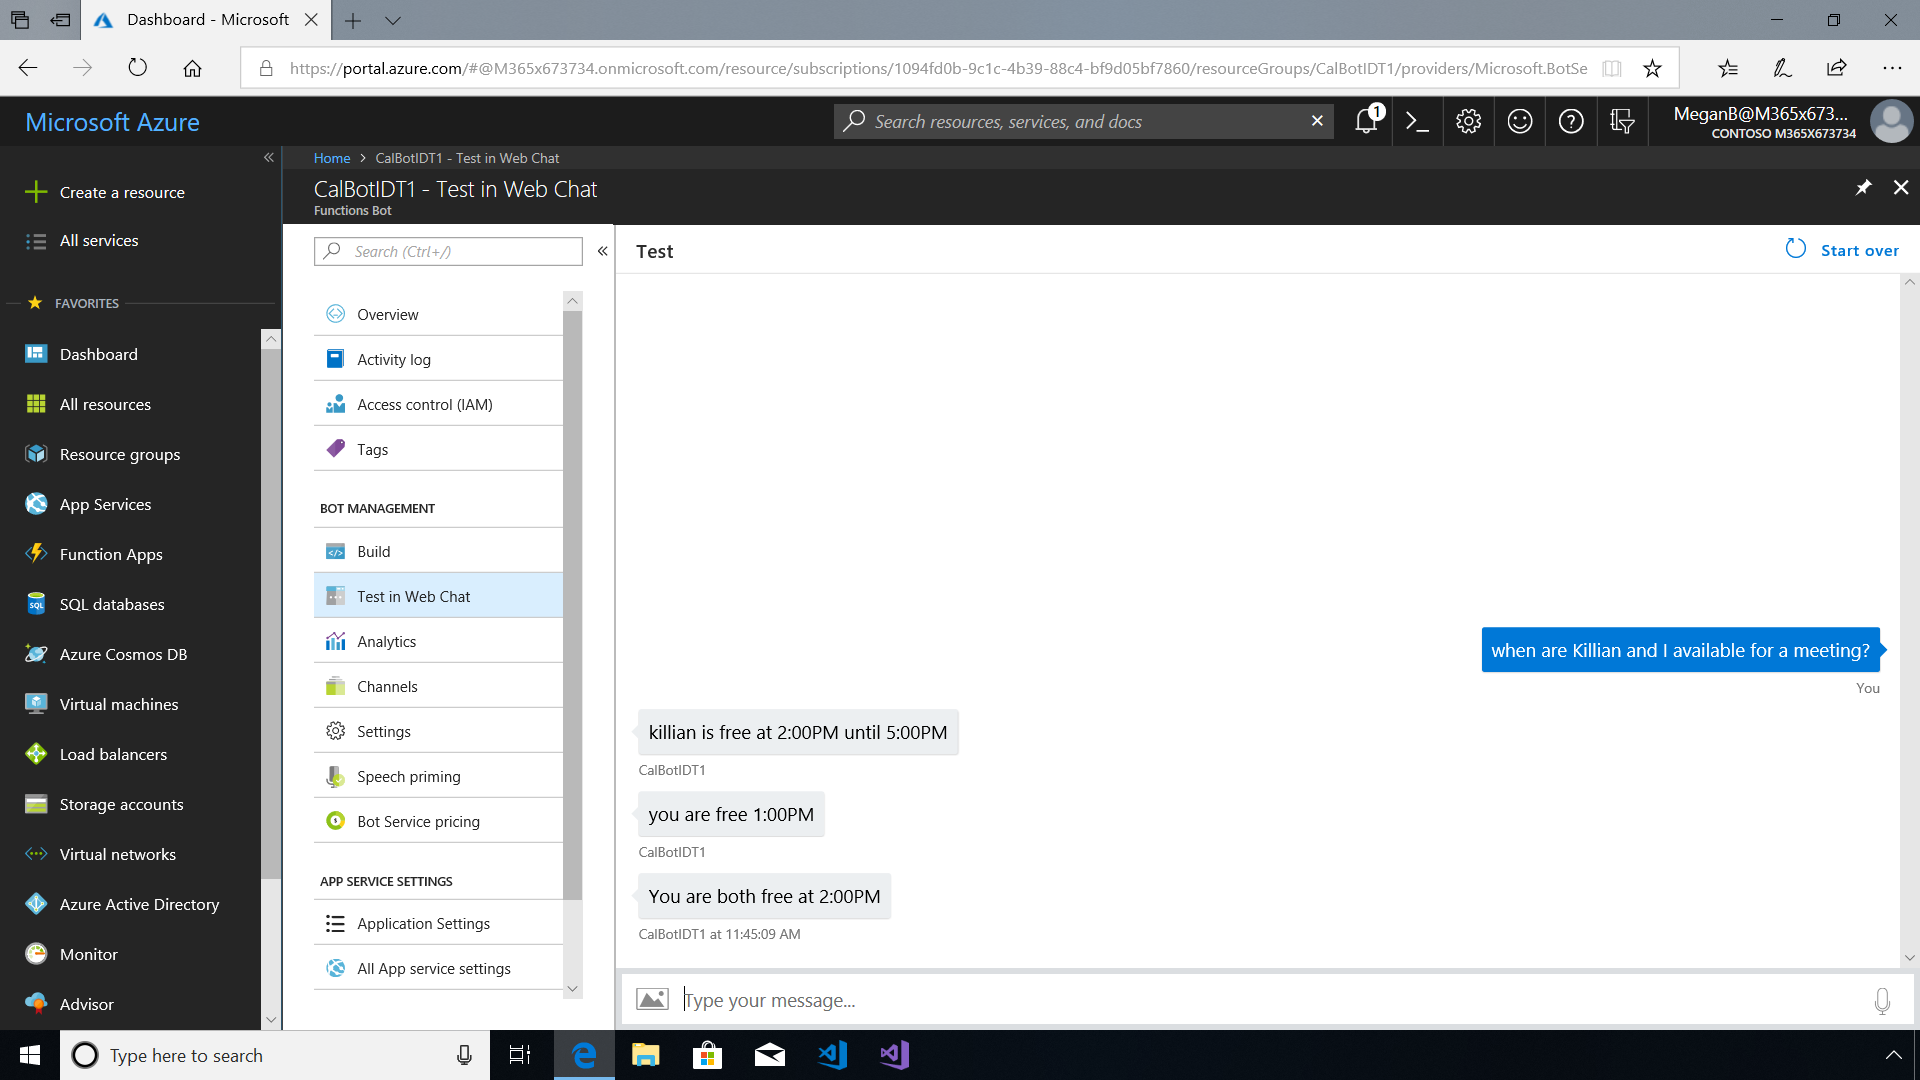 Dashboard - Microsoft
https://portal.azure.com/#@M365x673734.onmicrosoft.com/resource/subscriptions/1094fd0b-9c1c-4b39-88c4-bf9d05bf7860/resourceGroups/CalBotIDT1/providers/Microsoft.BotSe
Microsoft Azure
Search resources, services, and docs
1
MeganB@M365x673...
CONTOSO M365X673734
Home > CalBotIDT1 - Test in Web Chat
CalBotIDT1 - Test in Web Chat
Functions Bot
Create a resource
All services
FAVORITES
Dashboard
All resources
Resource groups
App Services
Function Apps
SQL databases
Azure Cosmos DB
Virtual machines
Load balancers
Storage accounts
Virtual networks
Azure Active Directory
Monitor
Advisor
Search (Ctrl+/)
Overview
Activity log
Access control (IAM)
Tags
BOT MANAGEMENT
Build
Test in Web Chat
Analytics
Channels
Settings
Speech priming
Bot Service pricing
APP SERVICE SETTINGS
Application Settings
All App service settings
Test
Start over
when are Killian and I available for a meeting?
You
killian is free at 2:00PM until 5:00PM
CalBotIDT1
you are free 1:00PM
CalBotIDT1
You are both free at 2:00PM
CalBotIDT1 at 11:45:09 AM
Type your message...
Type here to search